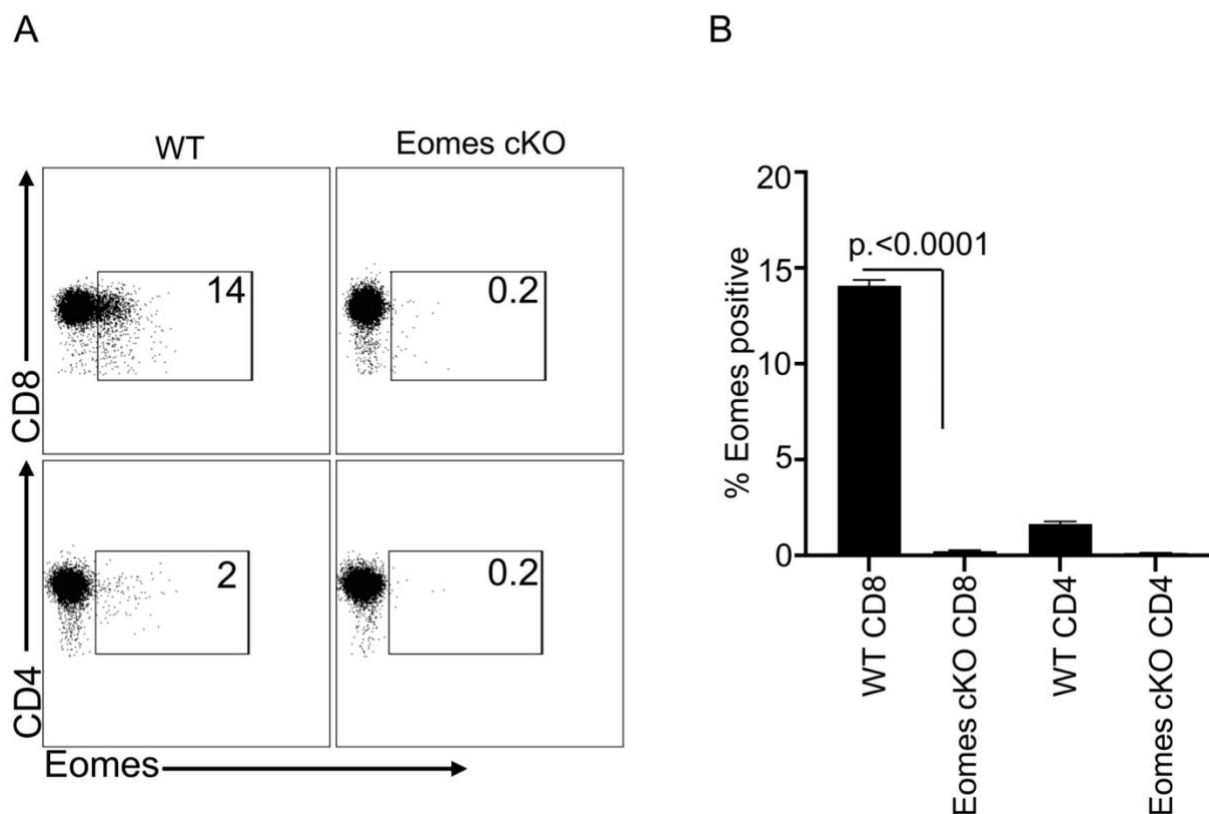 A
B
WT
Eomes cKO
CD8
14
0.2
CD4
2
0.2
Eomes
% Eomes positive
20
15
10
5
0
p.<0.0001
WT CD8
Eomes cKO CD8
WT CD4
Eomes cKO CD4